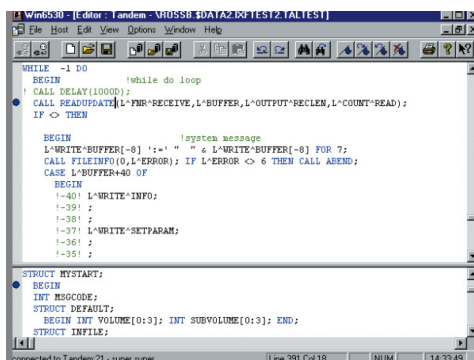 Win6530 - [Editor : Tandem - \HUSSB.$DATA2.IXFTEST2.TALTEST]
File Host Edit View Options Window Help
WHILE -1 DO
BEGIN !while do loop
! CALL DELAY(1000D);
CALL READUPDATE(L^FNR^RECEIVE,L^BUFFER,L^OUTPUT^RECLEN,L^COUNT^READ);
IF <> THEN
BEGIN !system message
L^WRITE^BUFFER[-8] ':=' " " & L^WRITE^BUFFER[-8] FOR 7;
CALL FILEINFO(0,L^ERROR); IF L^ERROR <> 6 THEN CALL ABEND;
CASE L^BUFFER+40 OF
BEGIN
!-40! L^WRITE^INFO;
!-39! ;
!-38! ;
!-37! L^WRITE^SETPARAM;
!-36! ;
!-35! ;
STRUCT MYSTART;
BEGIN
INT MSGCODE;
STRUCT DEFAULT;
BEGIN INT VOLUME[0:3]; INT SUBVOLUME[0:3]; END;
STRUCT INFILE;
connected to Tandem 21 - super.super Line 391 Col 18 NUM 14:33:49